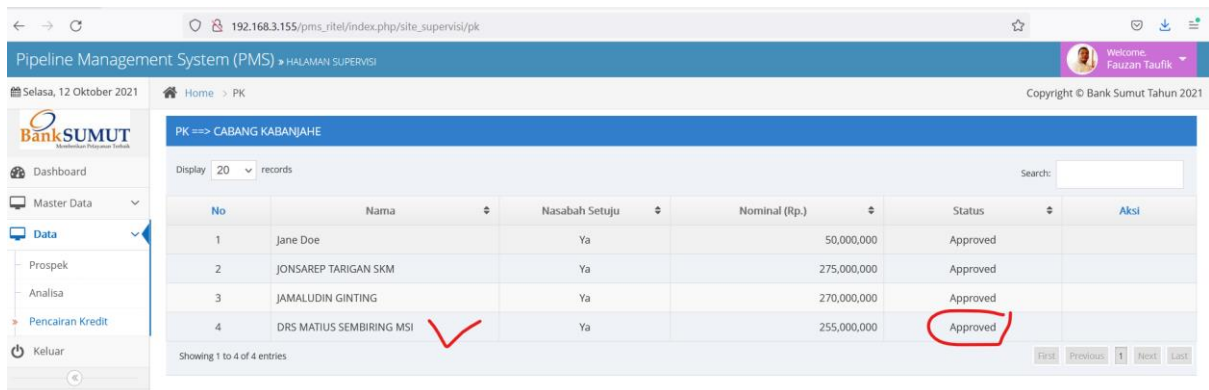 192.168.3.155/pms_ritel/index.php/site_supervisi/pk
Pipeline Management System (PMS) » HALAMAN SUPERVISI
Welcome,
Fauzan Taufik
Selasa, 12 Oktober 2021
Home > PK
Copyright © Bank Sumut Tahun 2021
BankSUMUT
Memberikan Pelayanan Terbaik
PK ==> CABANG KABANJAHE
Display 20 records
Search:
Dashboard
Master Data
Data
Prospek
Analisa
Pencairan Kredit
Keluar
No Nama Nasabah Setuju Nominal (Rp.) Status Aksi
1 Jane Doe Ya 50,000,000 Approved
2 JONSAREP TARIGAN SKM Ya 275,000,000 Approved
3 JAMALUDIN GINTING Ya 270,000,000 Approved
4 DRS MATIUS SEMBIRING MSI Ya 255,000,000 Approved
Showing 1 to 4 of 4 entries
First Previous 1 Next Last